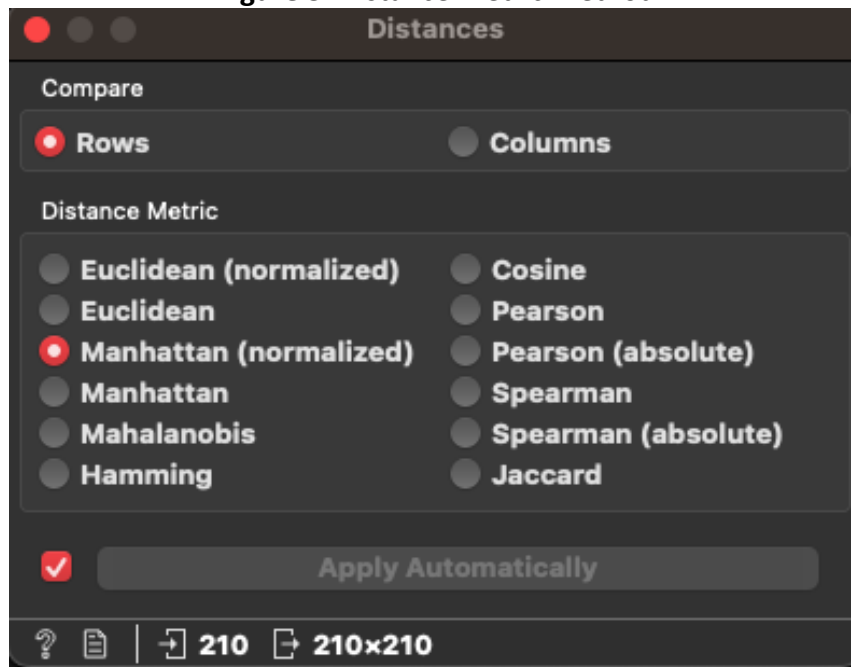 Distances
Compare
Rows Columns
Distance Metric
Euclidean (normalized) Cosine
Euclidean Pearson
Manhattan (normalized) Pearson (absolute)
Manhattan Spearman
Mahalanobis Spearman (absolute)
Hamming Jaccard
Apply Automatically
? 210 210×210